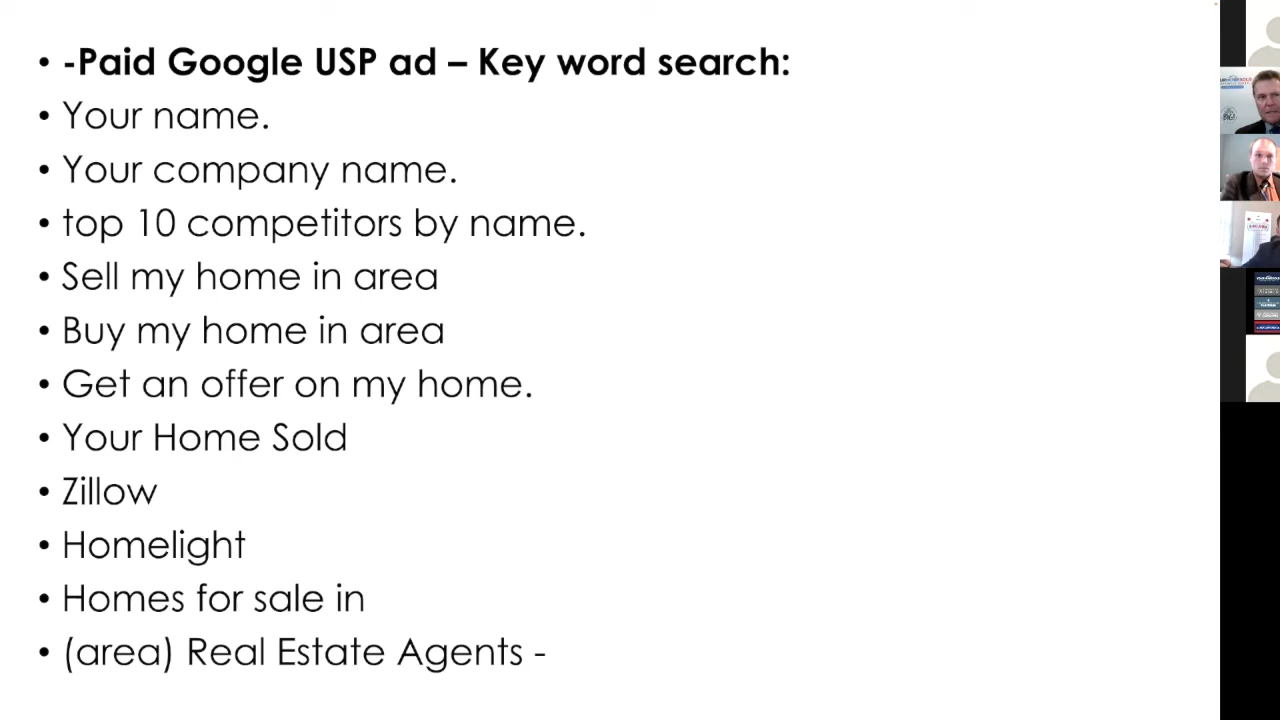 • -Paid Google USP ad – Key word search:
• Your name.
• Your company name.
• top 10 competitors by name.
• Sell my home in area
• Buy my home in area
• Get an offer on my home.
• Your Home Sold
• Zillow
• Homelight
• Homes for sale in
• (area) Real Estate Agents -